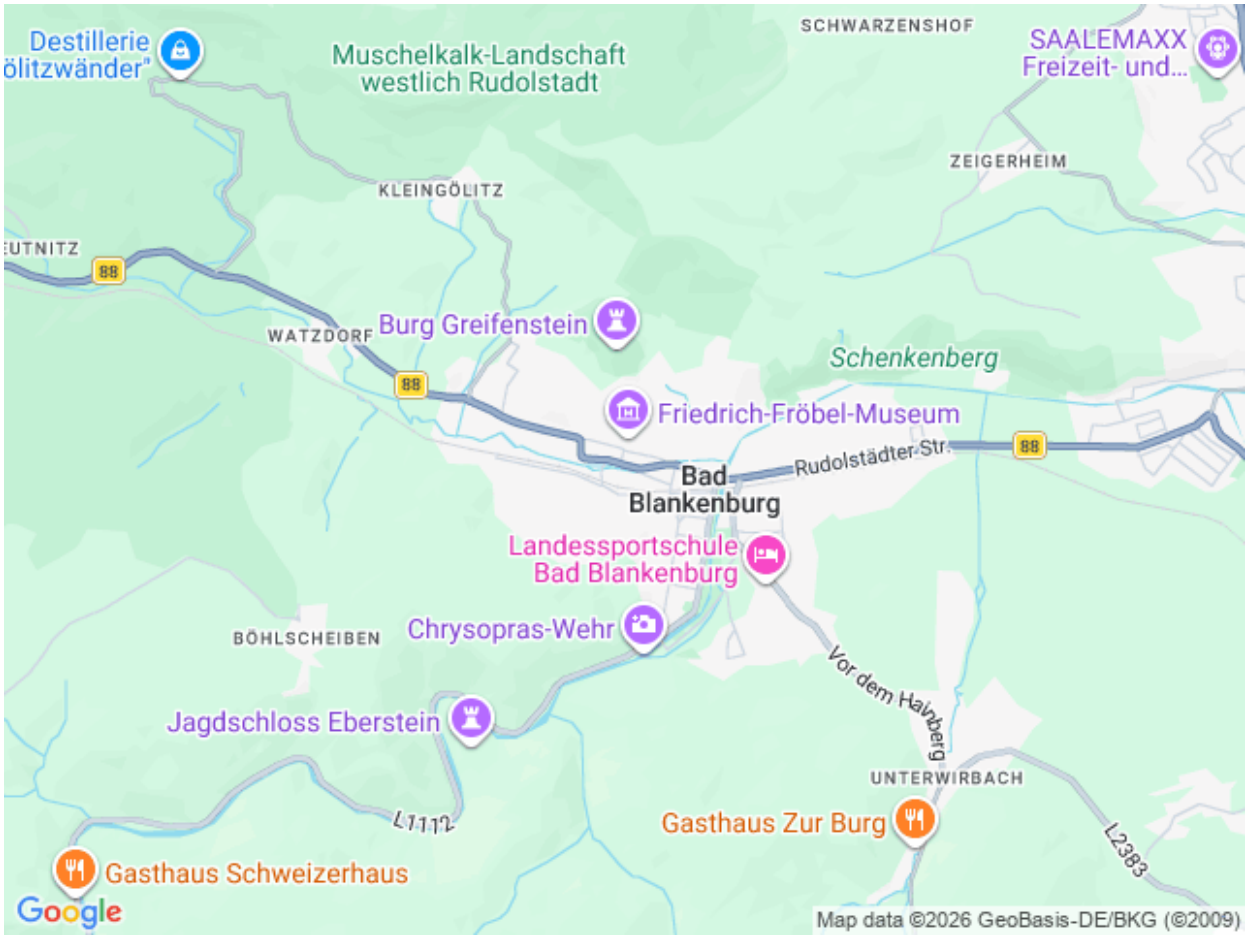 SCHWARZENSHOF
Destillerie
ölitzwänder"
Muschelkalk-Landschaft
westlich Rudolstadt
SAALEMAXX
Freizeit- und...
ZEIGERHEIM
KLEINGÖLITZ
EUTNITZ
88
WATZDORF
Burg Greifenstein
Schenkenberg
88
Friedrich-Fröbel-Museum
Rudolstädter Str.
88
Bad
Blankenburg
Landessportschule
Bad Blankenburg
Chrysopras-Wehr
BÖHLSCHEIBEN
Vor dem Hainberg
Jagdschloss Eberstein
UNTERWIRBACH
L1112
Gasthaus Zur Burg
L2383
Gasthaus Schweizerhaus
Google
Map data ©2026 GeoBasis-DE/BKG (©2009)